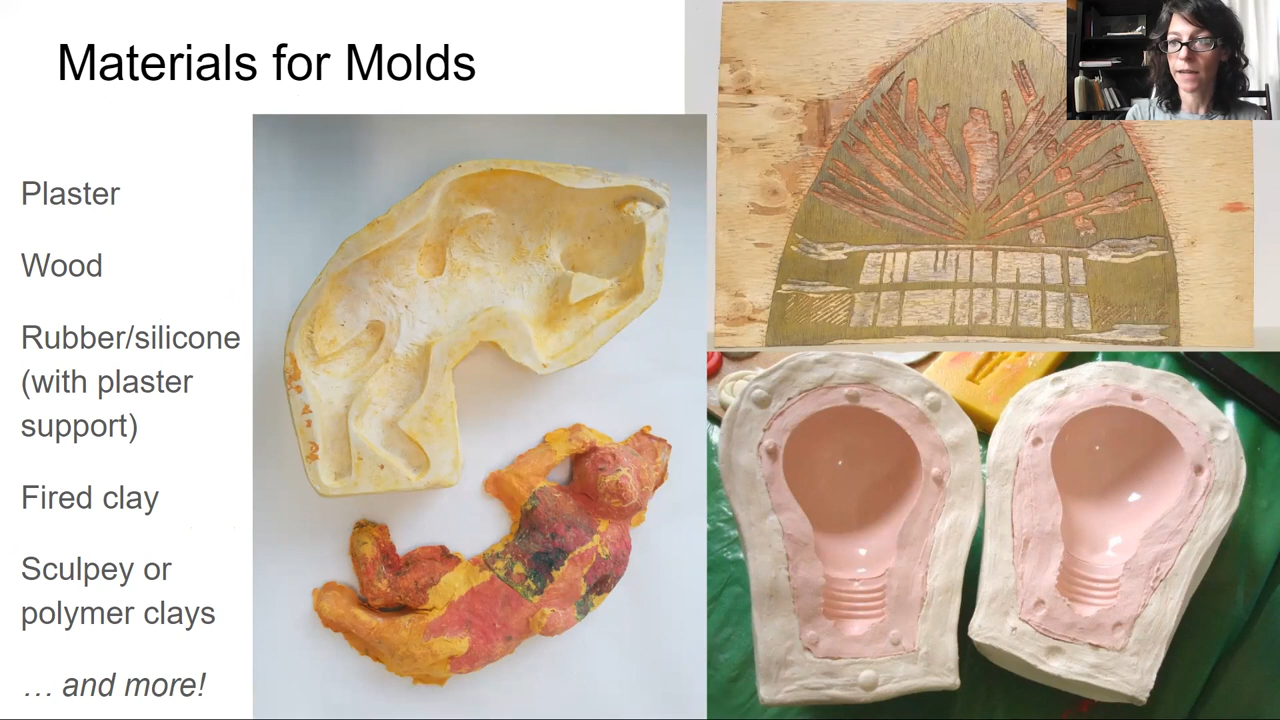 Materials for Molds
Plaster
Wood
Rubber/silicone
(with plaster
support)
Fired clay
Sculpey or
polymer clays
… and more!